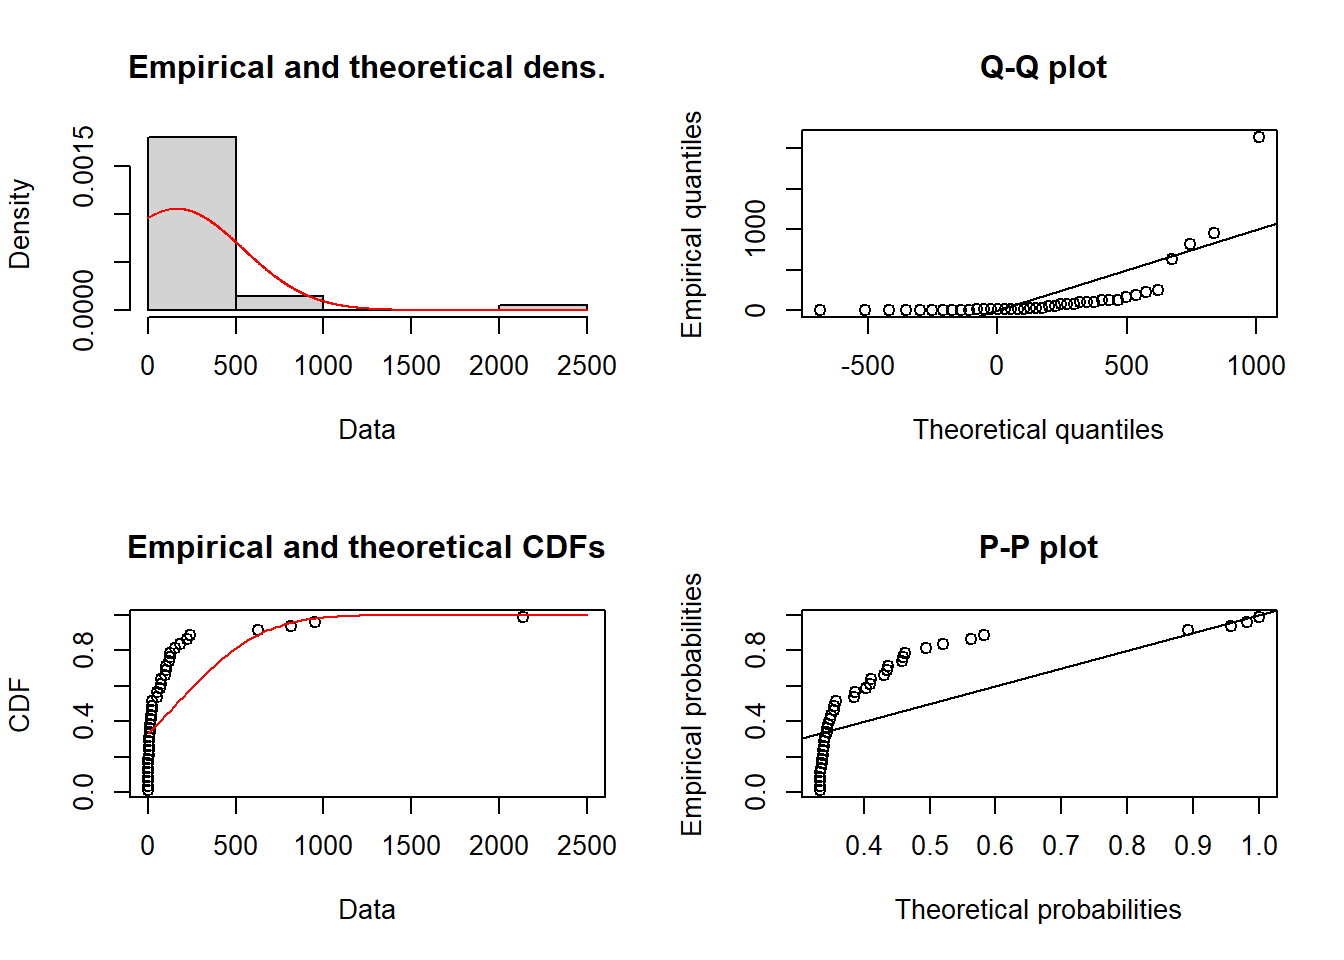 Empirical and theoretical dens.
Density
0.0000 0.0015
0 500 1000 1500 2000 2500
Data
Q-Q plot
Empirical quantiles
0 1000
-500 0 500 1000
Theoretical quantiles
Empirical and theoretical CDFs
CDF
0.0 0.4 0.8
0 500 1000 1500 2000 2500
Data
P-P plot
Empirical probabilities
0.0 0.4 0.8
0.4 0.5 0.6 0.7 0.8 0.9 1.0
Theoretical probabilities